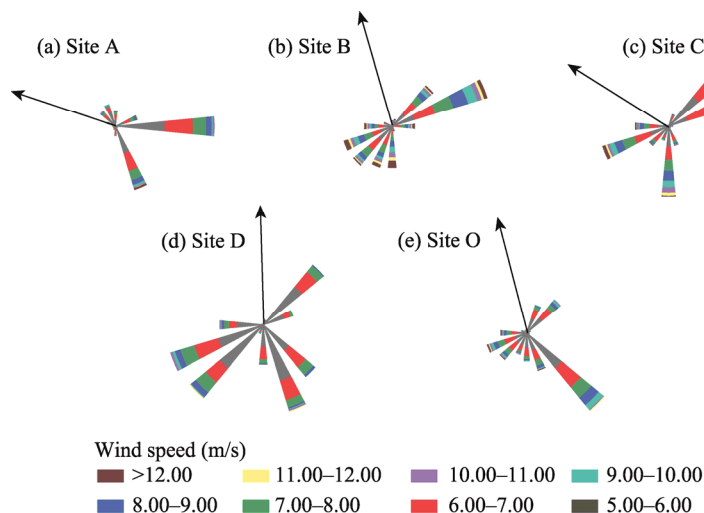 (a) Site A
(b) Site B
(c) Site C
(d) Site D
(e) Site O
Wind speed (m/s)
>12.00 11.00–12.00 10.00–11.00 9.00–10.00
8.00–9.00 7.00–8.00 6.00–7.00 5.00–6.00